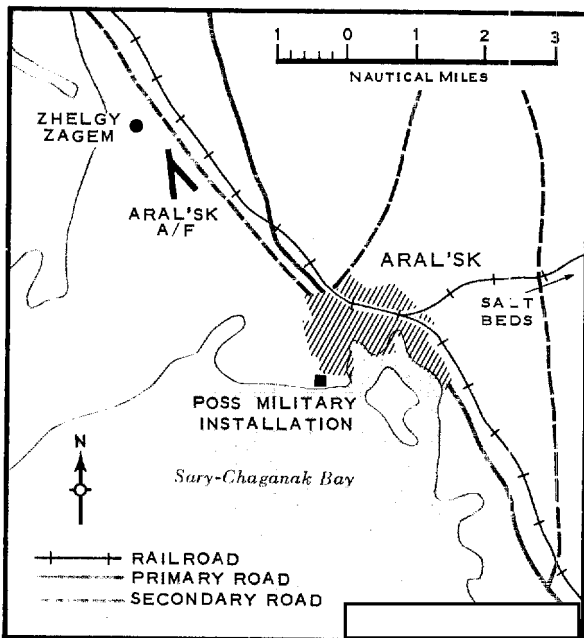 1 0 1 2 3
NAUTICAL MILES
ZHELGY
ZAGEM
ARAL'SK
A/F
ARAL'SK
SALT
BEDS
POSS MILITARY
INSTALLATION
N
Sary-Chaganak Bay
RAILROAD
PRIMARY ROAD
SECONDARY ROAD